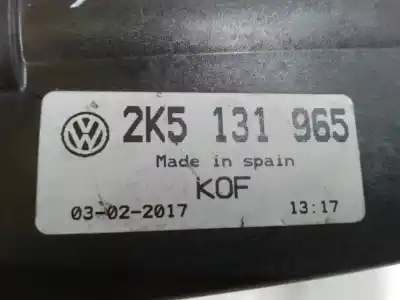 2K5 131 965
Made in spain
KOF
03-02-2017 13:17